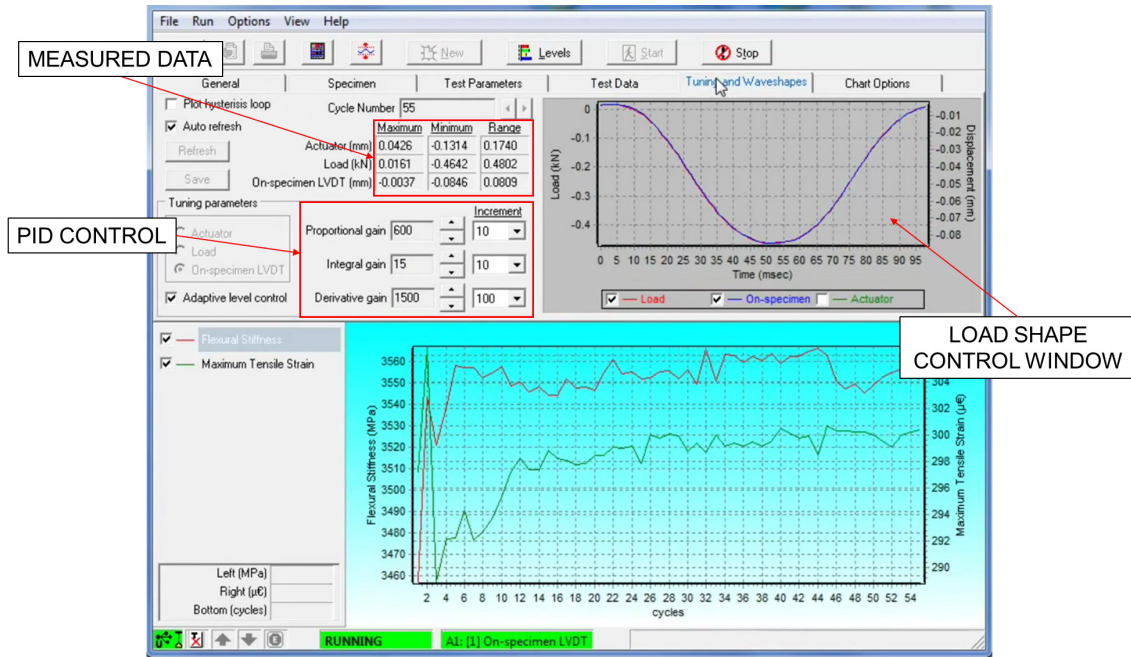 File Run Options View Help
MEASURED DATA
New Levels Start Stop
General Specimen Test Parameters Test Data Tuning and Waveshapes Chart Options
Plot hysterisis loop
Cycle Number 55
Auto refresh
Maximum Minimum Range
Refresh
Actuator (mm) 0.0426 -0.1314 0.1740
Load (kN) 0.0161 -0.4642 0.4802
Save
On-specimen LVDT (mm) -0.0037 -0.0846 0.0809
Tuning parameters
PID CONTROL
Actuator
Load
On-specimen LVDT
Adaptive level control
Increment
Proportional gain 600 10
Integral gain 15 10
Derivative gain 1500 100
Load (kN)
0
-0.1
-0.2
-0.3
-0.4
-0.01
-0.02
-0.03
-0.04
-0.05
-0.06
-0.07
-0.08
Displacement (mm)
0 5 10 15 20 25 30 35 40 45 50 55 60 65 70 75 80 85 90 95
Time (msec)
Load On-specimen Actuator
LOAD SHAPE
CONTROL WINDOW
Flexural Stiffness
Maximum Tensile Strain
Flexural Stiffness (MPa)
3560
3550
3540
3530
3520
3510
3500
3490
3480
3470
3460
304
302
300
298
296
294
292
290
Maximum Tensile Strain (µ€)
2 4 6 8 10 12 14 16 18 20 22 24 26 28 30 32 34 36 38 40 42 44 46 48 50 52 54
cycles
Left (MPa)
Right (µ€)
Bottom (cycles)
RUNNING
A1: [1] On-specimen LVDT